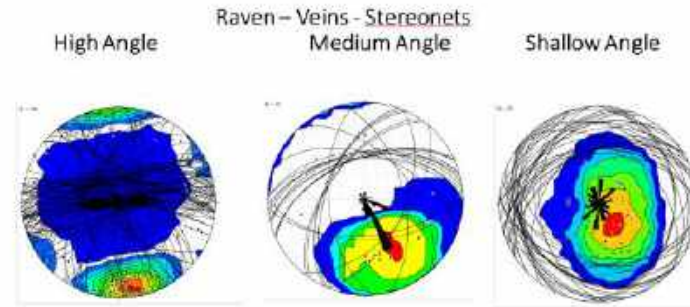 Raven – Veins - Stereonets
High Angle
Medium Angle
Shallow Angle